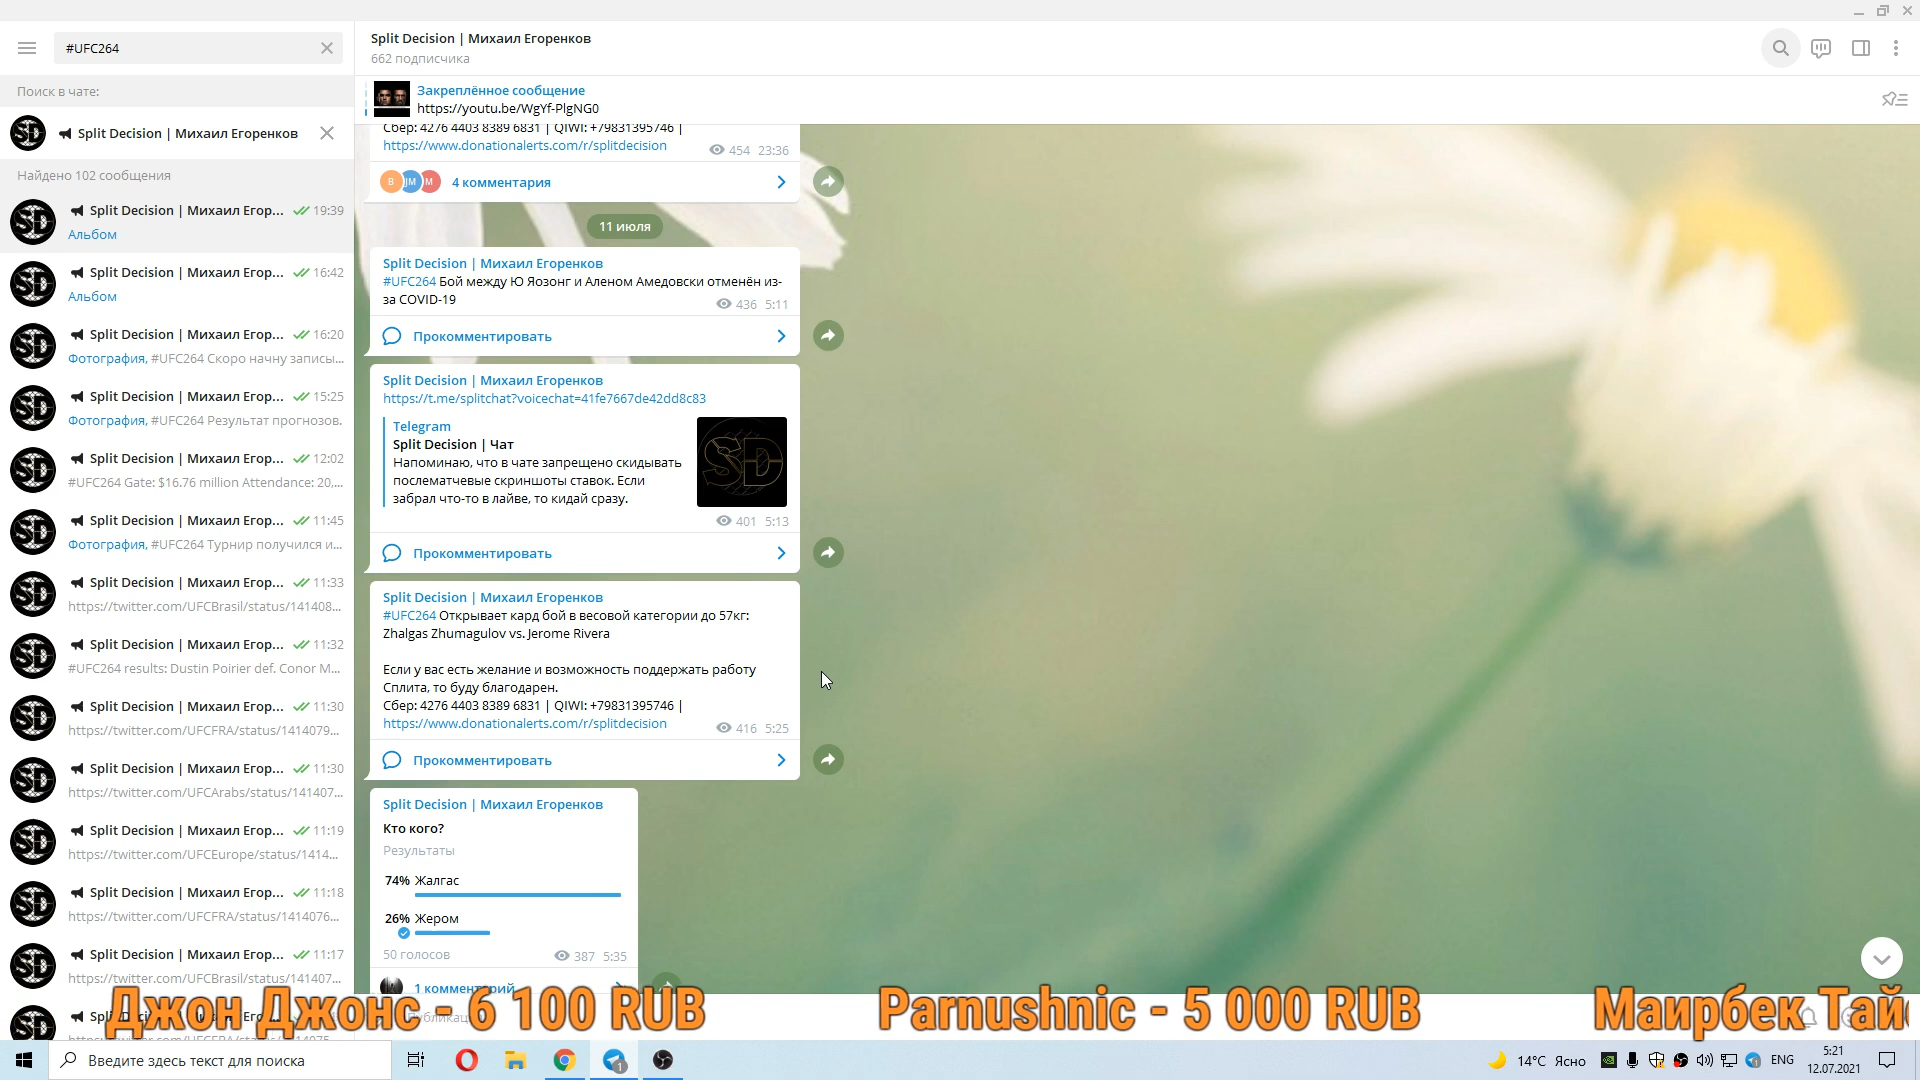 #UFC264
Поиск в чате:
Split Decision | Михаил Егоренков
Найдено 102 сообщения
Split Decision | Михаил Егор... 19:39
Альбом
Split Decision | Михаил Егор... 16:42
Альбом
Split Decision | Михаил Егор... 16:20
Фотография, #UFC264 Скоро начну записы...
Split Decision | Михаил Егор... 15:25
Фотография, #UFC264 Результат прогнозов.
Split Decision | Михаил Егор... 12:02
#UFC264 Gate: $16.76 million Attendance: 20,...
Split Decision | Михаил Егор... 11:45
Фотография, #UFC264 Турнир получился и...
Split Decision | Михаил Егор... 11:33
https://twitter.com/UFCBrasil/status/141408...
Split Decision | Михаил Егор... 11:32
#UFC264 results: Dustin Poirier def. Conor M...
Split Decision | Михаил Егор... 11:30
https://twitter.com/UFCFRA/status/1414079...
Split Decision | Михаил Егор... 11:30
https://twitter.com/UFCArabs/status/141407...
Split Decision | Михаил Егор... 11:19
https://twitter.com/UFCEurope/status/1414...
Split Decision | Михаил Егор... 11:18
https://twitter.com/UFCFRA/status/1414076...
Split Decision | Михаил Егор... 11:17
https://twitter.com/UFCBrasil/status/141407...
Split Decision | Михаил Егоренков
662 подписчика
Закреплённое сообщение
https://youtu.be/WgYf-PlgNG0
Сбер: 4276 4403 8389 6831 | QIWI: +79831395746 |
https://www.donationalerts.com/r/splitdecision 454 23:36
B JM M 4 комментария
11 июля
Split Decision | Михаил Егоренков
#UFC264 Бой между Ю Яозонг и Аленом Амедовски отменён из-
за COVID-19 436 5:11
Прокомментировать
Split Decision | Михаил Егоренков
https://t.me/splitchat?voicechat=41fe7667de42dd8c83
Telegram
Split Decision | Чат
Напоминаю, что в чате запрещено скидывать
послематчевые скриншоты ставок. Если
забрал что-то в лайве, то кидай сразу.
SD
401 5:13
Прокомментировать
Split Decision | Михаил Егоренков
#UFC264 Открывает кард бой в весовой категории до 57кг:
Zhalgas Zhumagulov vs. Jerome Rivera
Если у вас есть желание и возможность поддержать работу
Сплита, то буду благодарен.
Сбер: 4276 4403 8389 6831 | QIWI: +79831395746 |
https://www.donationalerts.com/r/splitdecision 416 5:25
Прокомментировать
Split Decision | Михаил Егоренков
Кто кого?
Результаты
74% Жалгас
26% Жером
50 голосов 387 5:35
1 комментарий
Джон Джонс - 6 100 RUB Parnushnic - 5 000 RUB Маирбек Тай
Введите здесь текст для поиска
14°C Ясно
ENG
5:21
12.07.2021